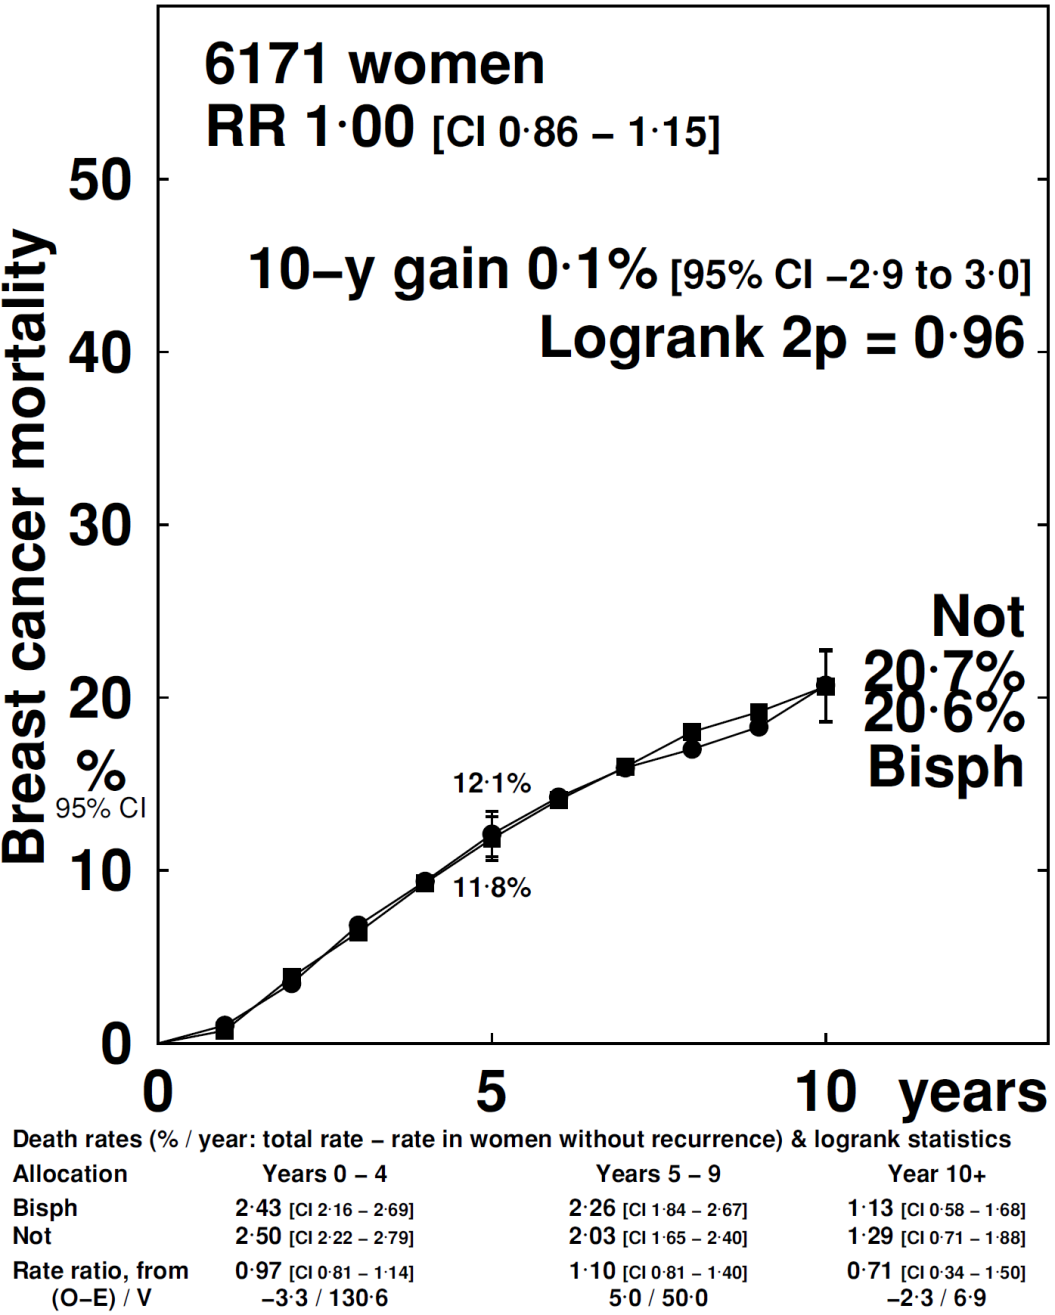 6171 women
RR 1·00 [CI 0·86 – 1·15]
10–y gain 0·1% [95% CI –2·9 to 3·0]
Logrank 2p = 0·96
Breast cancer mortality
%
95% CI
50
40
30
20
10
0
Not
20·7%
20·6%
Bisph
12·1%
11·8%
0 5 10 years
Death rates (% / year: total rate – rate in women without recurrence) & logrank statistics
Allocation Years 0 – 4 Years 5 – 9 Year 10+
Bisph 2·43 [CI 2·16 – 2·69] 2·26 [CI 1·84 – 2·67] 1·13 [CI 0·58 – 1·68]
Not 2·50 [CI 2·22 – 2·79] 2·03 [CI 1·65 – 2·40] 1·29 [CI 0·71 – 1·88]
Rate ratio, from 0·97 [CI 0·81 – 1·14] 1·10 [CI 0·81 – 1·40] 0·71 [CI 0·34 – 1·50]
(O–E) / V –3·3 / 130·6 5·0 / 50·0 –2·3 / 6·9